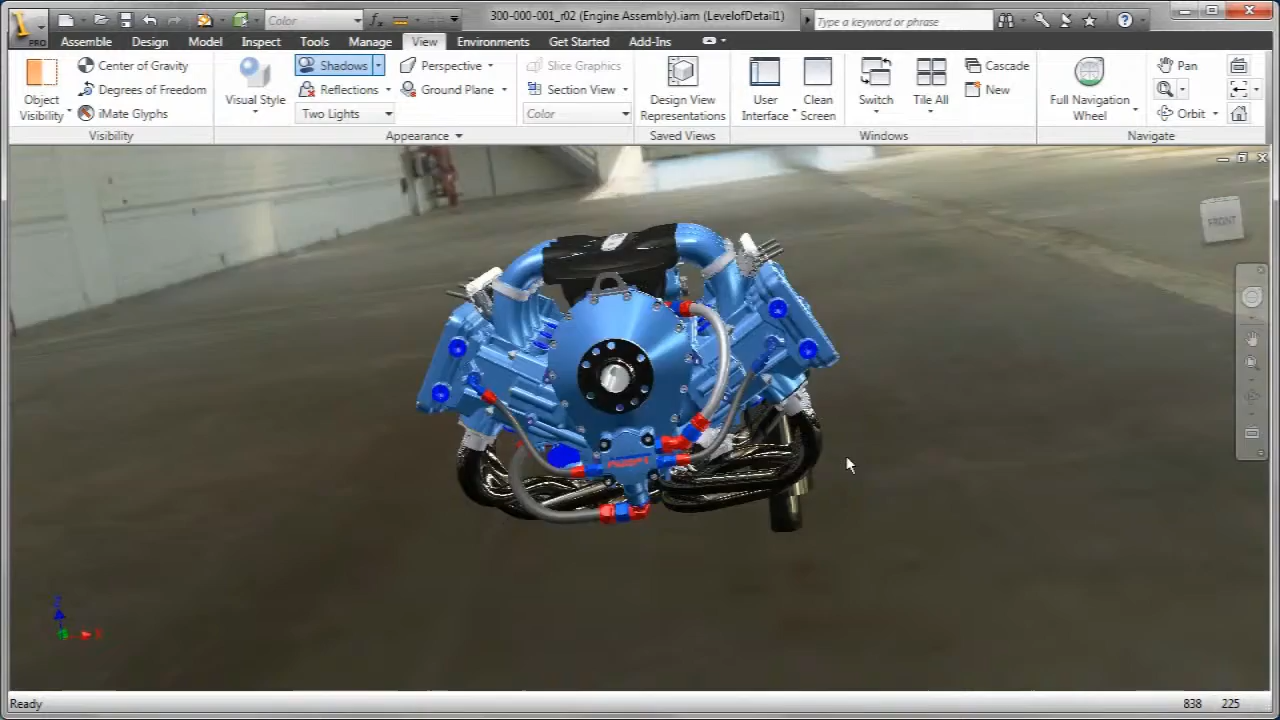 Color
300-000-001_r02 (Engine Assembly).iam (LevelofDetail1)
Type a keyword or phrase
PRO
Assemble Design Model Inspect Tools Manage View Environments Get Started Add-Ins
Object Visibility
Center of Gravity
Degrees of Freedom
iMate Glyphs
Visibility
Visual Style
Shadows
Reflections
Two Lights
Perspective
Ground Plane
Appearance
Slice Graphics
Section View
Color
Design View Representations
Saved Views
User Interface
Clean Screen
Switch
Tile All
Cascade
New
Windows
Full Navigation Wheel
Pan
Orbit
Navigate
FRONT
Ready
838 225